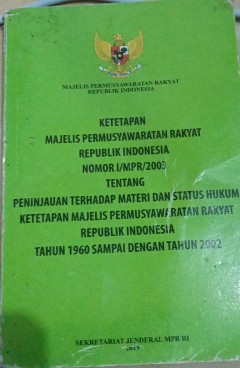 MAJELIS PERMUSYAWARATAN RAKYAT
REPUBLIK INDONESIA
KETETAPAN
MAJELIS PERMUSYAWARATAN RAKYAT
REPUBLIK INDONESIA
NOMOR I/MPR/2003
TENTANG
PENINJAUAN TERHADAP MATERI DAN STATUS HUKUM
KETETAPAN MAJELIS PERMUSYAWARATAN RAKYAT
REPUBLIK INDONESIA
TAHUN 1960 SAMPAI DENGAN TAHUN 2002
SEKRETARIAT JENDERAL MPR RI